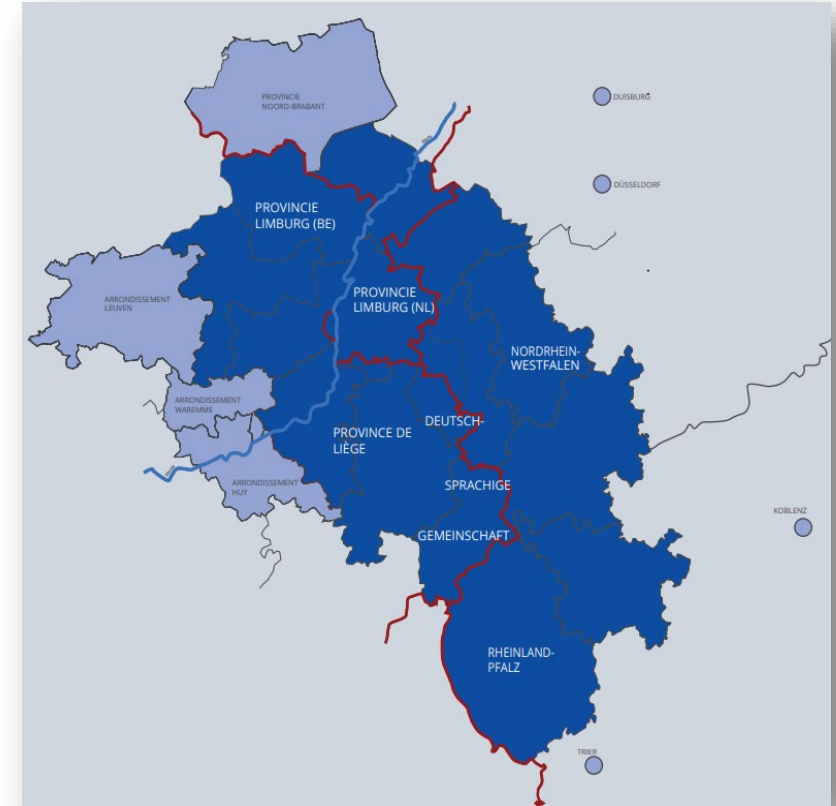 PROVINCIE
NOORD-BRABANT
DUISBURG
DÜSSELDORF
PROVINCIE
LIMBURG (BE)
ARRONDISSEMENT
LEUVEN
PROVINCIE
LIMBURG (NL)
NORDRHEIN-
WESTFALEN
ARRONDISSEMENT
WAREMME
DEUTSCH-
PROVINCE DE
LIÈGE
ARRONDISSEMENT
HUY
SPRACHIGE
GEMEINSCHAFT
KOBLENZ
RHEINLAND-
PFALZ
TRIER